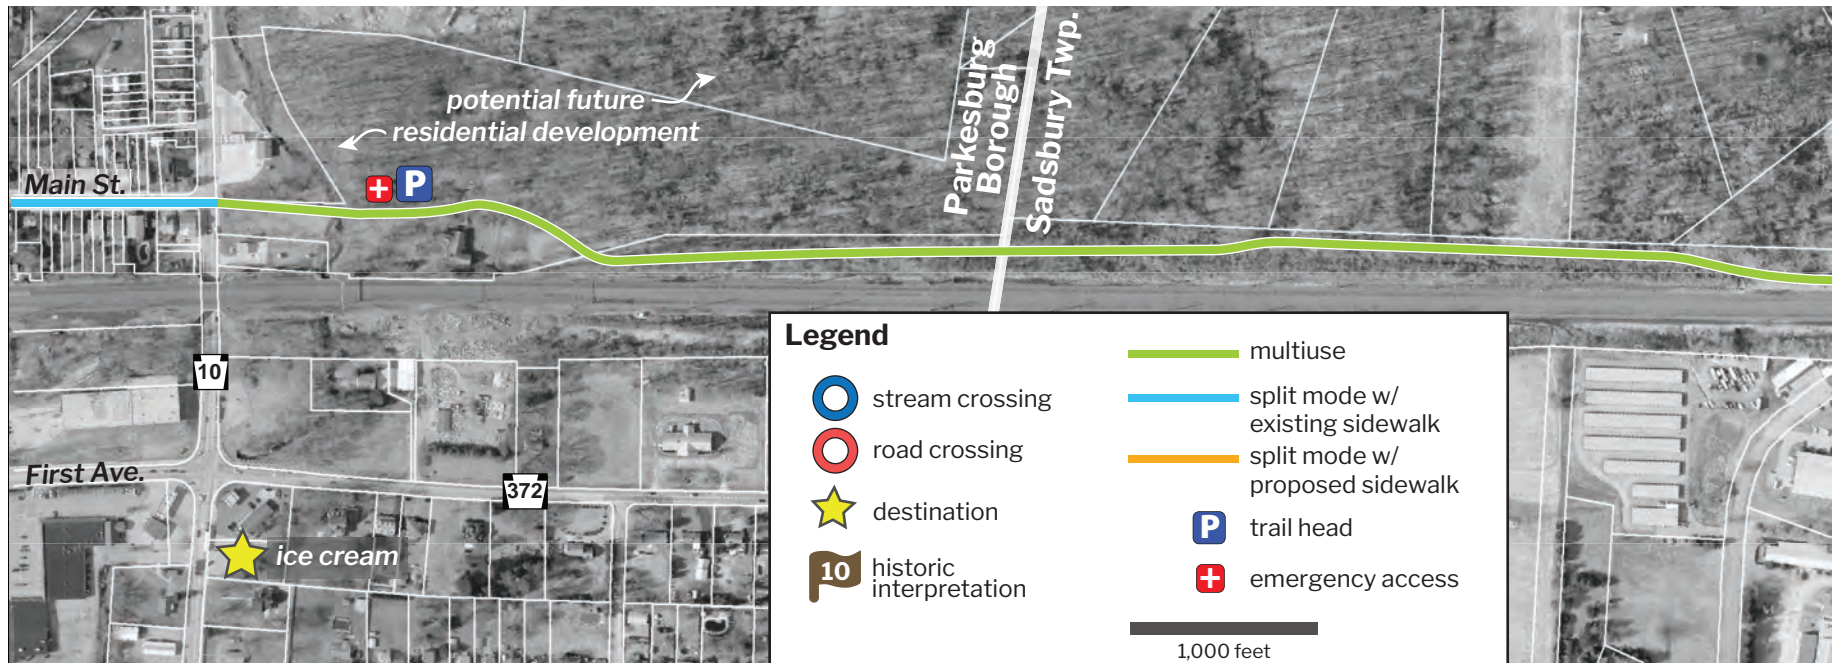 potential future
residential development
Parkesburg
Borough
Sadsbury Twp.
Main St.
P
10
First Ave.
372
ice cream
Legend
stream crossing
road crossing
destination
10
historic
interpretation
multiuse
split mode w/
existing sidewalk
split mode w/
proposed sidewalk
P
trail head
emergency access
1,000 feet